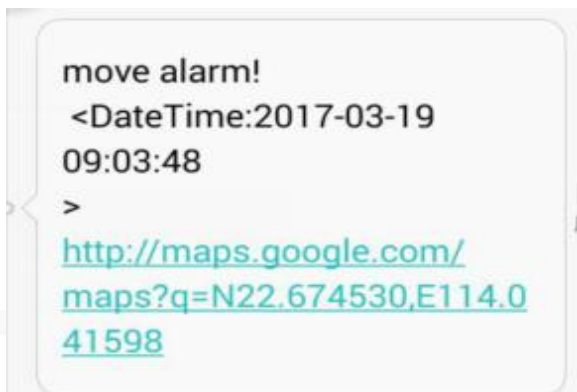 move alarm!
<DateTime:2017-03-19
09:03:48
>
http://maps.google.com/
maps?q=N22.674530,E114.0
41598